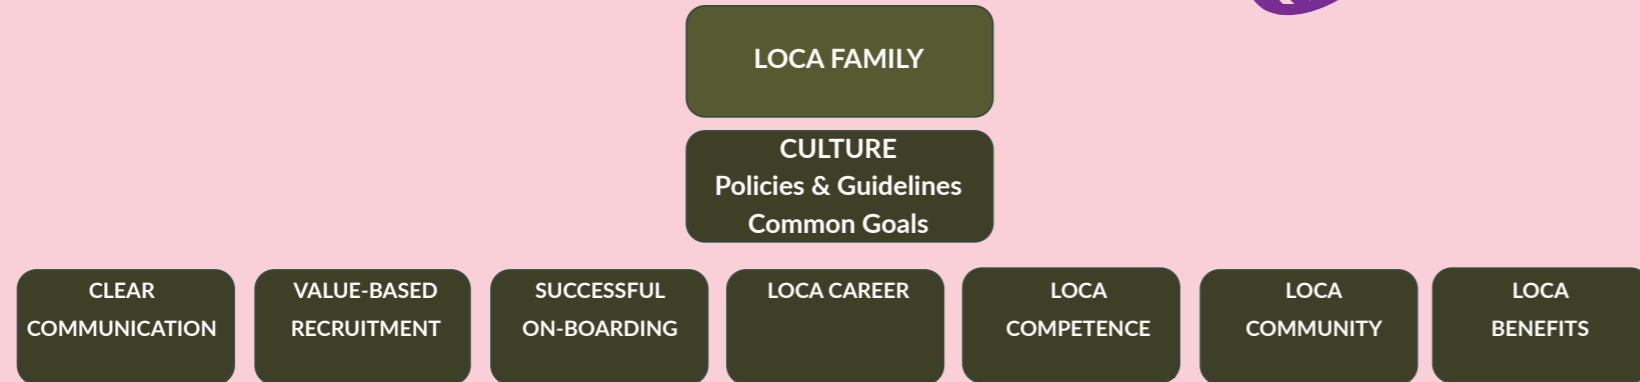 LOCA FAMILY
CULTURE
Policies & Guidelines
Common Goals
CLEAR
COMMUNICATION
VALUE-BASED
RECRUITMENT
SUCCESSFUL
ON-BOARDING
LOCA CAREER
LOCA
COMPETENCE
LOCA
COMMUNITY
LOCA
BENEFITS